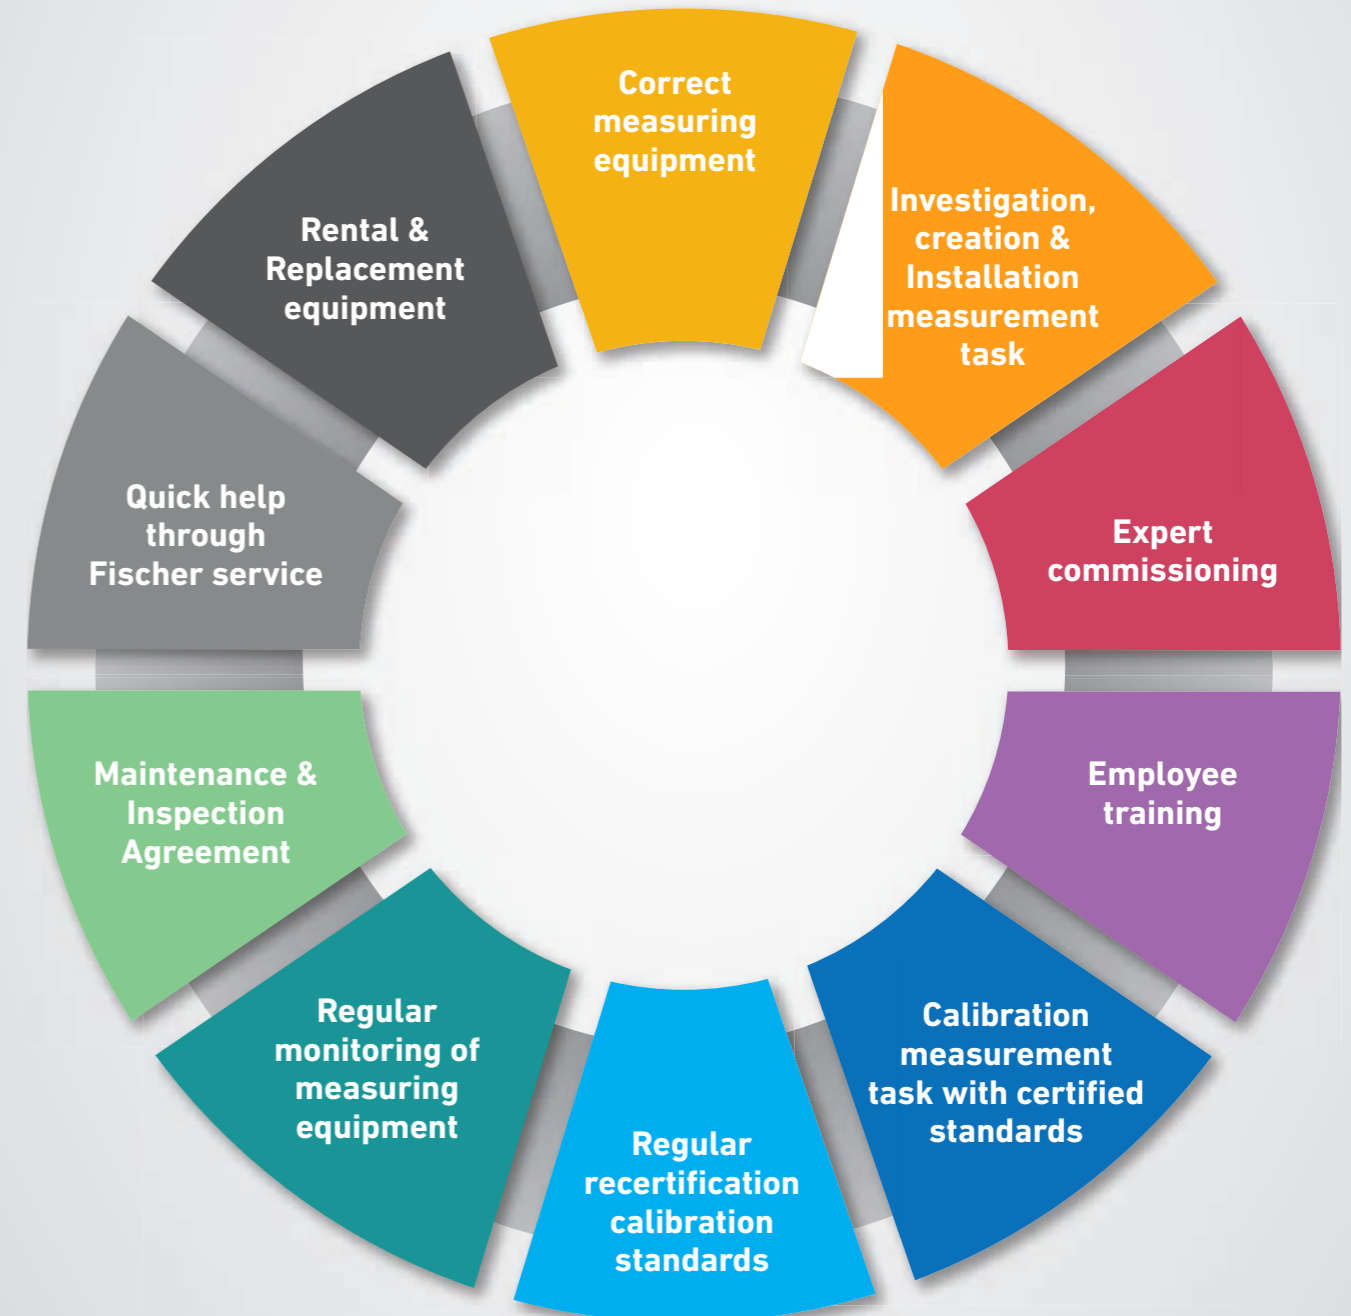 Correct
measuring
equipment
Investigation,
creation &
Installation
measurement
task
Expert
commissioning
Employee
training
Calibration
measurement
task with certified
standards
Regular
recertification
calibration
standards
Regular
monitoring of
measuring
equipment
Maintenance &
Inspection
Agreement
Quick help
through
Fischer service
Rental &
Replacement
equipment